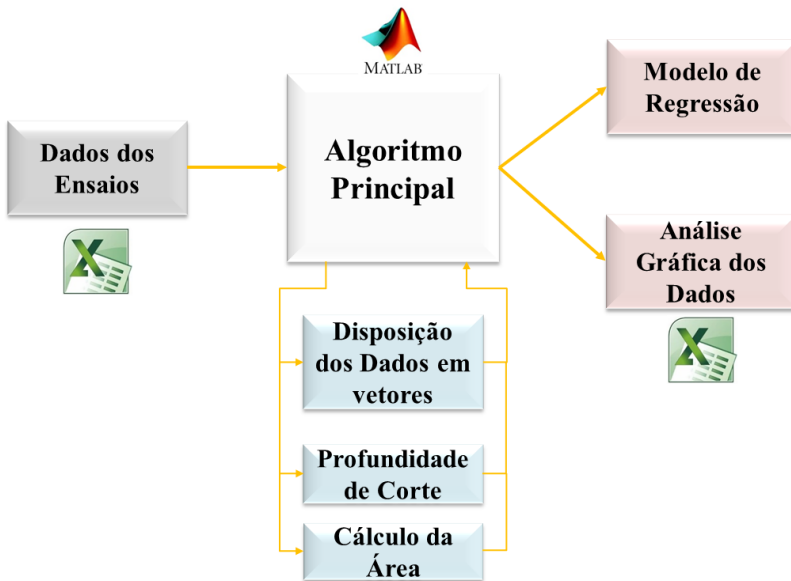 MATLAB
Dados dos
Ensaios
Algoritmo
Principal
Modelo de
Regressão
Análise
Gráfica dos
Dados
Disposição
dos Dados em
vetores
Profundidade
de Corte
Cálculo da
Área